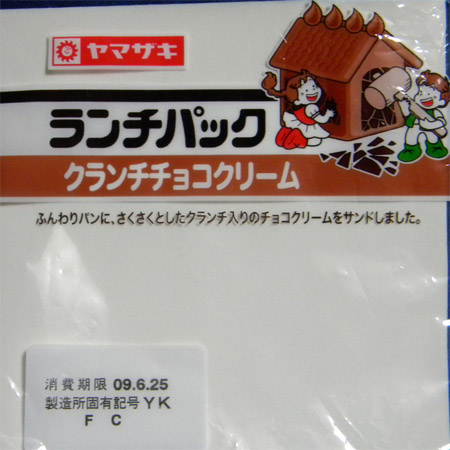 ヤマザキ
ランチパック
クランチチョコクリーム
ふんわりパンに、さくさくとしたクランチ入りのチョコクリームをサンドしました。
消費期限 09.6.25
製造所固有記号 YK
F C